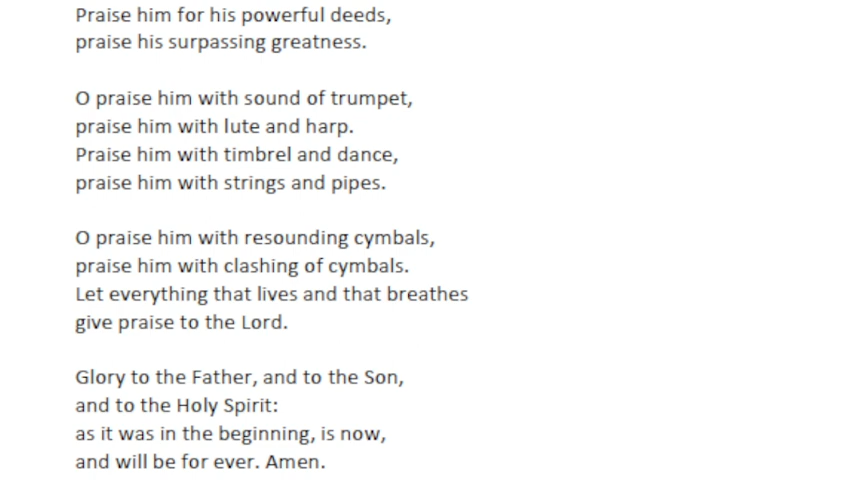 Praise him for his powerful deeds,
praise his surpassing greatness.
O praise him with sound of trumpet,
praise him with lute and harp.
Praise him with timbrel and dance,
praise him with strings and pipes.
O praise him with resounding cymbals,
praise him with clashing of cymbals.
Let everything that lives and that breathes
give praise to the Lord.
Glory to the Father, and to the Son,
and to the Holy Spirit:
as it was in the beginning, is now,
and will be for ever. Amen.